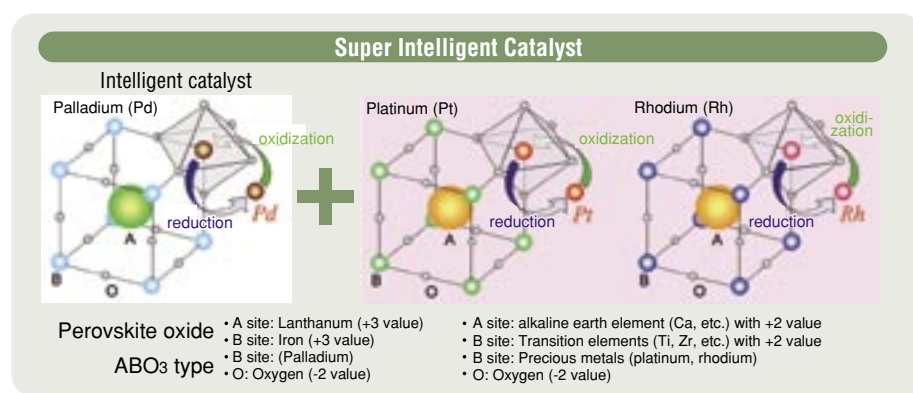 Super Intelligent Catalyst
Intelligent catalyst
Palladium (Pd)
oxidization
reduction
Pd
A
B
O
Platinum (Pt)
oxidization
reduction
Pt
A
B
O
Rhodium (Rh)
oxidi-
zation
reduction
Rh
A
B
O
Perovskite oxide
ABO3 type
• A site: Lanthanum (+3 value)
• B site: Iron (+3 value)
• B site: (Palladium)
• O: Oxygen (-2 value)
• A site: alkaline earth element (Ca, etc.) with +2 value
• B site: Transition elements (Ti, Zr, etc.) with +2 value
• B site: Precious metals (platinum, rhodium)
• O: Oxygen (-2 value)